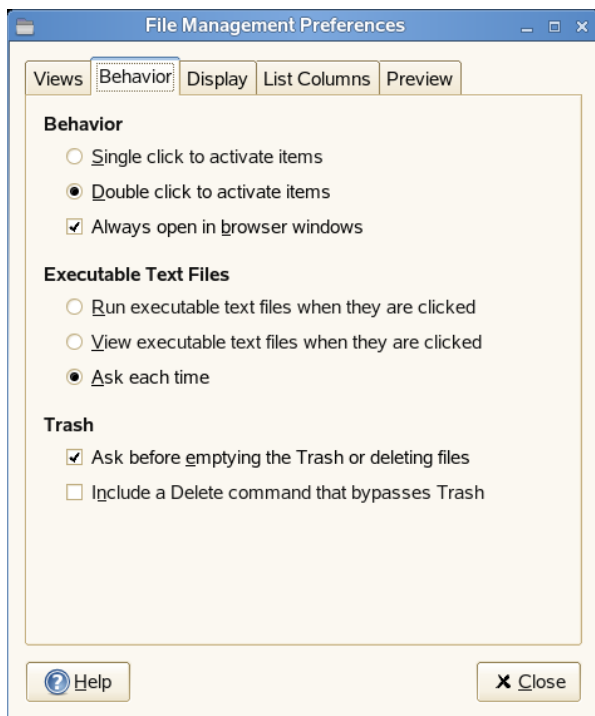 File Management Preferences
Views Behavior Display List Columns Preview
Behavior
Single click to activate items
Double click to activate items
Always open in browser windows
Executable Text Files
Run executable text files when they are clicked
View executable text files when they are clicked
Ask each time
Trash
Ask before emptying the Trash or deleting files
Include a Delete command that bypasses Trash
Help Close